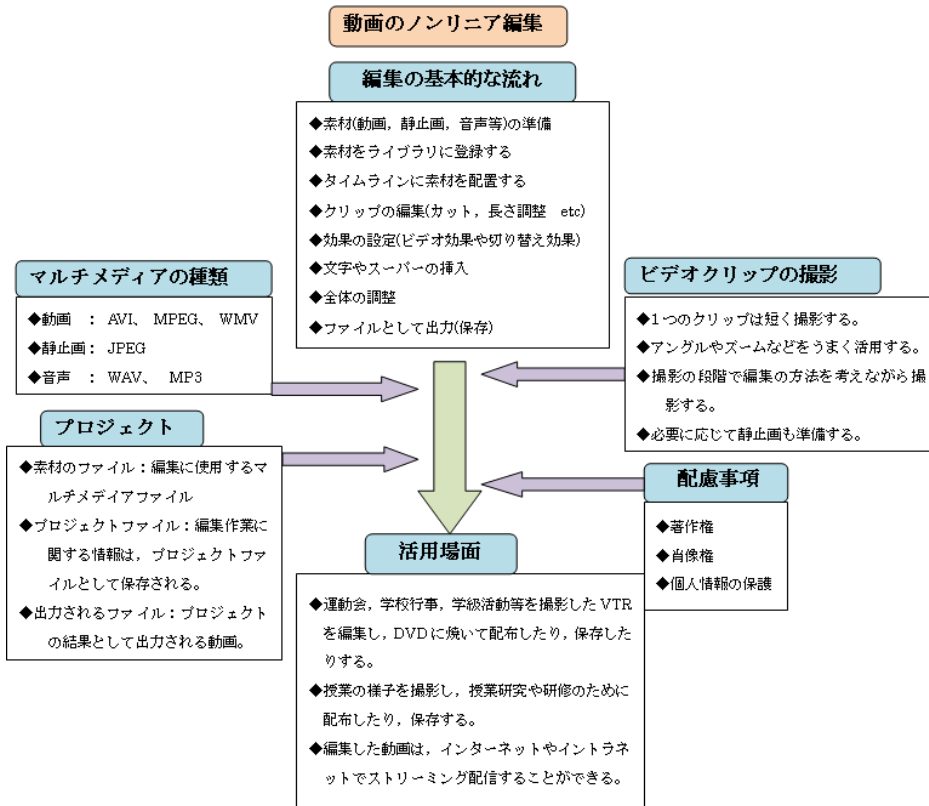 動画のノンリニア編集
編集の基本的な流れ
◆素材(動画，静止画，音声等)の準備
◆素材をライブラリに登録する
◆タイムラインに素材を配置する
◆クリップの編集(カット，長さ調整　etc)
◆効果の設定(ビデオ効果や切り替え効果)
◆文字やスーパーの挿入
◆全体の調整
◆ファイルとして出力(保存)
マルチメディアの種類
◆動画　：　AVI、　MPEG、　WMV
◆静止画：　JPEG
◆音声　：　WAV、　MP3
ビデオクリップの撮影
◆1つのクリップは短く撮影する。
◆アングルやズームなどをうまく活用する。
◆撮影の段階で編集の方法を考えながら撮
影する。
◆必要に応じて静止画も準備する。
プロジェクト
◆素材のファイル：編集に使用するマ
ルチメディアファイル
◆プロジェクトファイル：編集作業に
関する情報は，プロジェクトファ
イルとして保存される。
◆出力されるファイル：プロジェクト
の結果として出力される動画。
配慮事項
◆著作権
◆肖像権
◆個人情報の保護
活用場面
◆運動会，学校行事，学級活動等を撮影したVTR
を編集し，DVDに焼いて配布したり，保存した
りする。
◆授業の様子を撮影し，授業研究や研修のために
配布したり，保存する。
◆編集した動画は，インターネットやイントラネ
ットでストリーミング配信することができる。